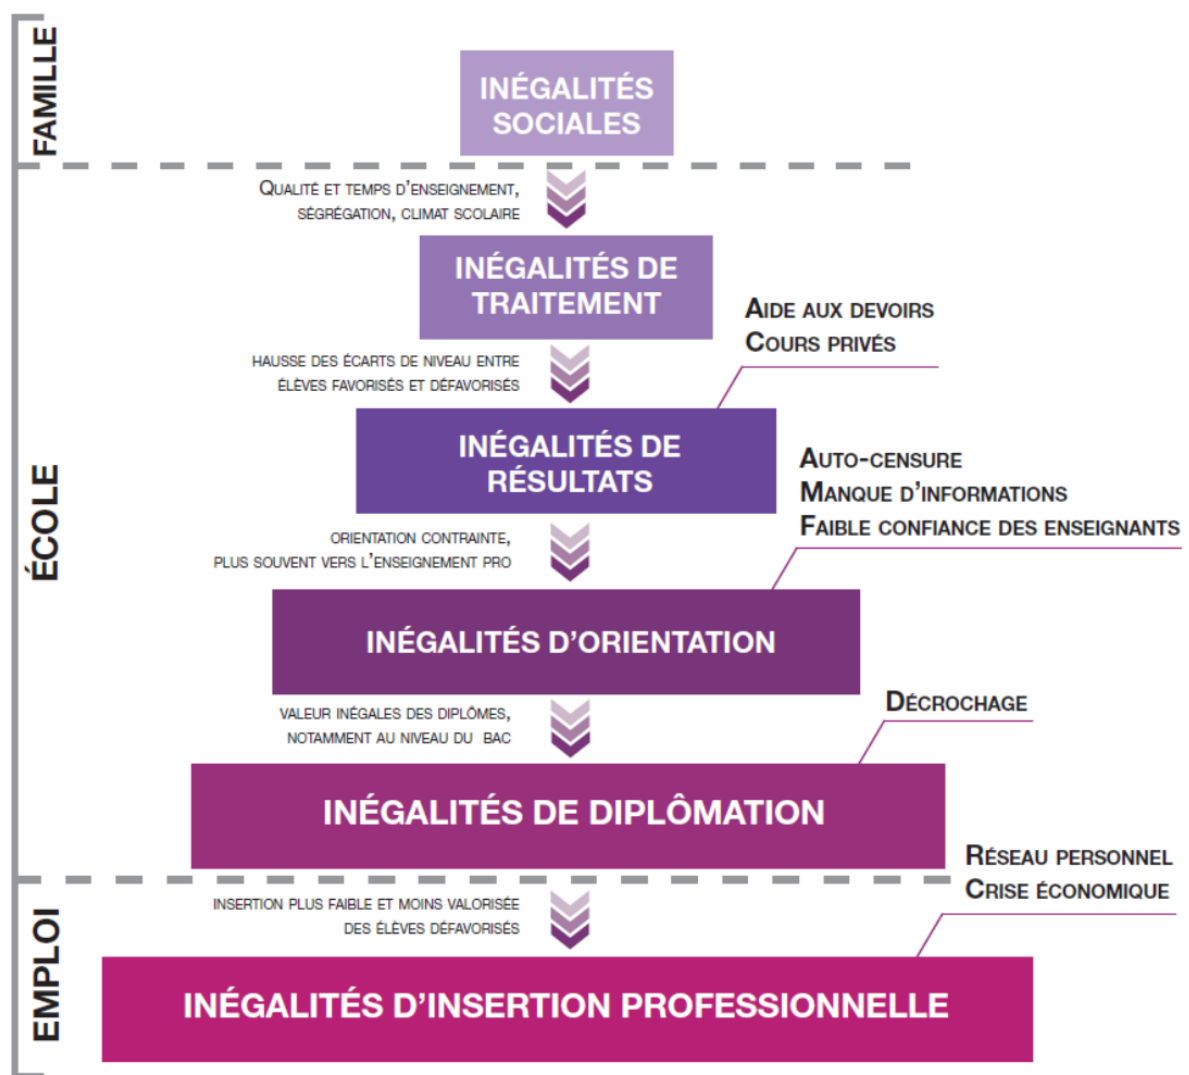 FAMILLE
INÉGALITÉS
SOCIALES
QUALITÉ ET TEMPS D'ENSEIGNEMENT,
SÉGRÉGATION, CLIMAT SCOLAIRE
ÉCOLE
INÉGALITÉS DE
TRAITEMENT
AIDE AUX DEVOIRS
COURS PRIVÉS
HAUSSE DES ÉCARTS DE NIVEAU ENTRE
ÉLÈVES FAVORISÉS ET DÉFAVORISÉS
INÉGALITÉS DE
RÉSULTATS
AUTO-CENSURE
MANQUE D'INFORMATIONS
FAIBLE CONFIANCE DES ENSEIGNANTS
ORIENTATION CONTRAINTE,
PLUS SOUVENT VERS L'ENSEIGNEMENT PRO
INÉGALITÉS D'ORIENTATION
DÉCROCHAGE
VALEUR INÉGALES DES DIPLÔMES,
NOTAMMENT AU NIVEAU DU BAC
INÉGALITÉS DE DIPLÔMATION
RÉSEAU PERSONNEL
CRISE ÉCONOMIQUE
EMPLOI
INSERTION PLUS FAIBLE ET MOINS VALORISÉE
DES ÉLÈVES DÉFAVORISÉS
INÉGALITÉS D'INSERTION PROFESSIONNELLE